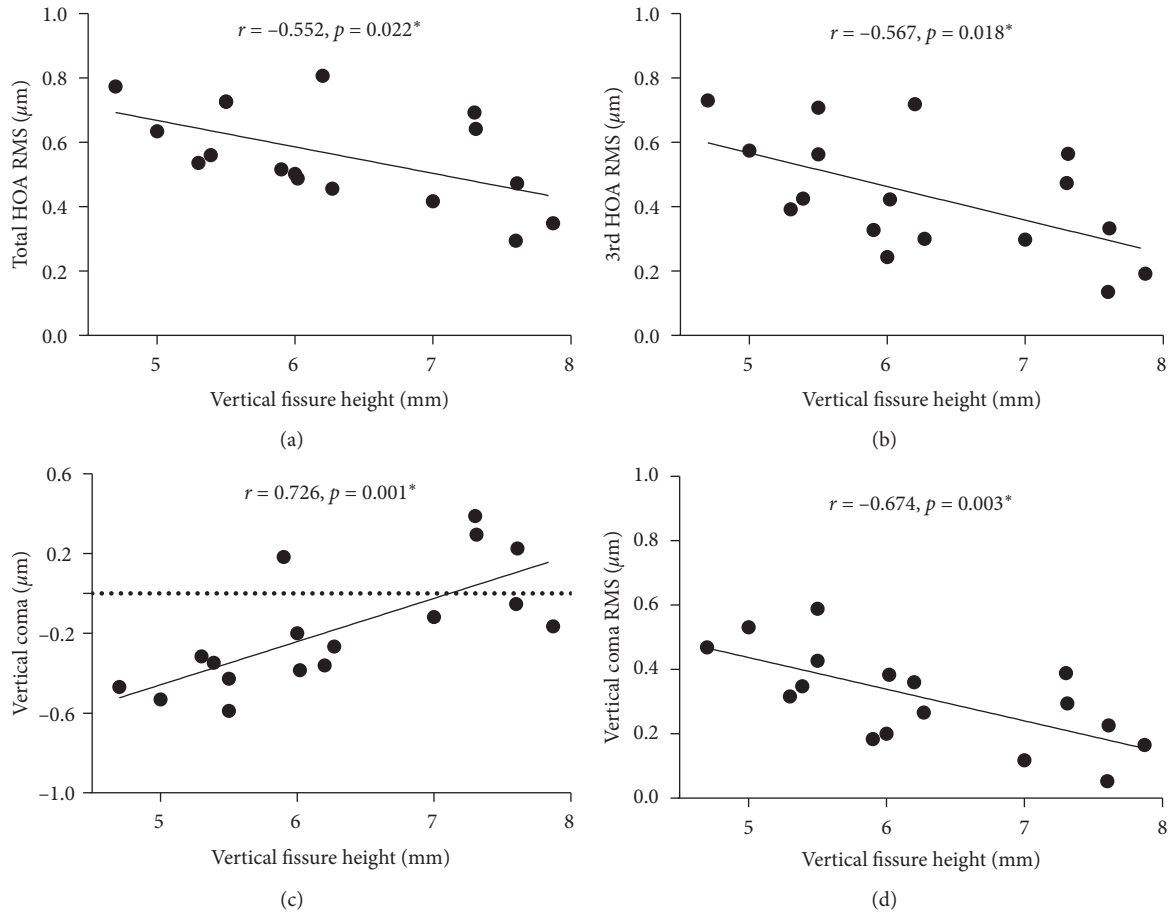 1.0
r = –0.552, p = 0.022*
0.8
0.6
0.4
0.2
0.0
Total HOA RMS (μm)
5 6 7 8
Vertical fissure height (mm)
(a)
1.0
r = –0.567, p = 0.018*
0.8
0.6
0.4
0.2
0.0
3rd HOA RMS (μm)
5 6 7 8
Vertical fissure height (mm)
(b)
0.6
r = 0.726, p = 0.001*
0.2
–0.2
–0.6
–1.0
Vertical coma (μm)
5 6 7 8
Vertical fissure height (mm)
(c)
1.0
r = –0.674, p = 0.003*
0.8
0.6
0.4
0.2
0.0
Vertical coma RMS (μm)
5 6 7 8
Vertical fissure height (mm)
(d)